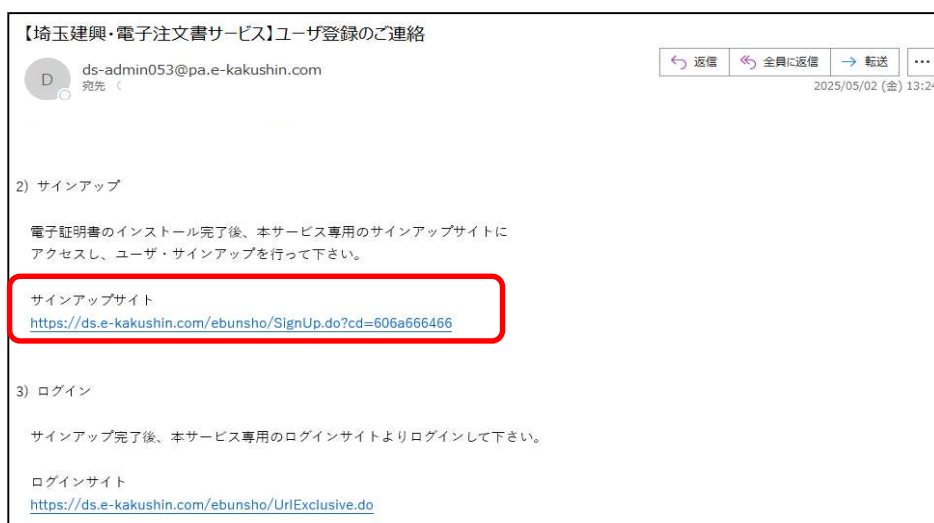 【埼玉建興・電子注文書サービス】ユーザ登録のご連絡
D
ds-admin053@pa.e-kakushin.com
宛先
返信
全員に返信
転送
...
2025/05/02 (金) 13:24
2) サインアップ
電子証明書のインストール完了後、本サービス専用のサインアップサイトに
アクセスし、ユーザ・サインアップを行って下さい。
サインアップサイト
https://ds.e-kakushin.com/ebunsho/SignUp.do?cd=606a666466
3) ログイン
サインアップ完了後、本サービス専用のログインサイトよりログインして下さい。
ログインサイト
https://ds.e-kakushin.com/ebunsho/UrlExclusive.do